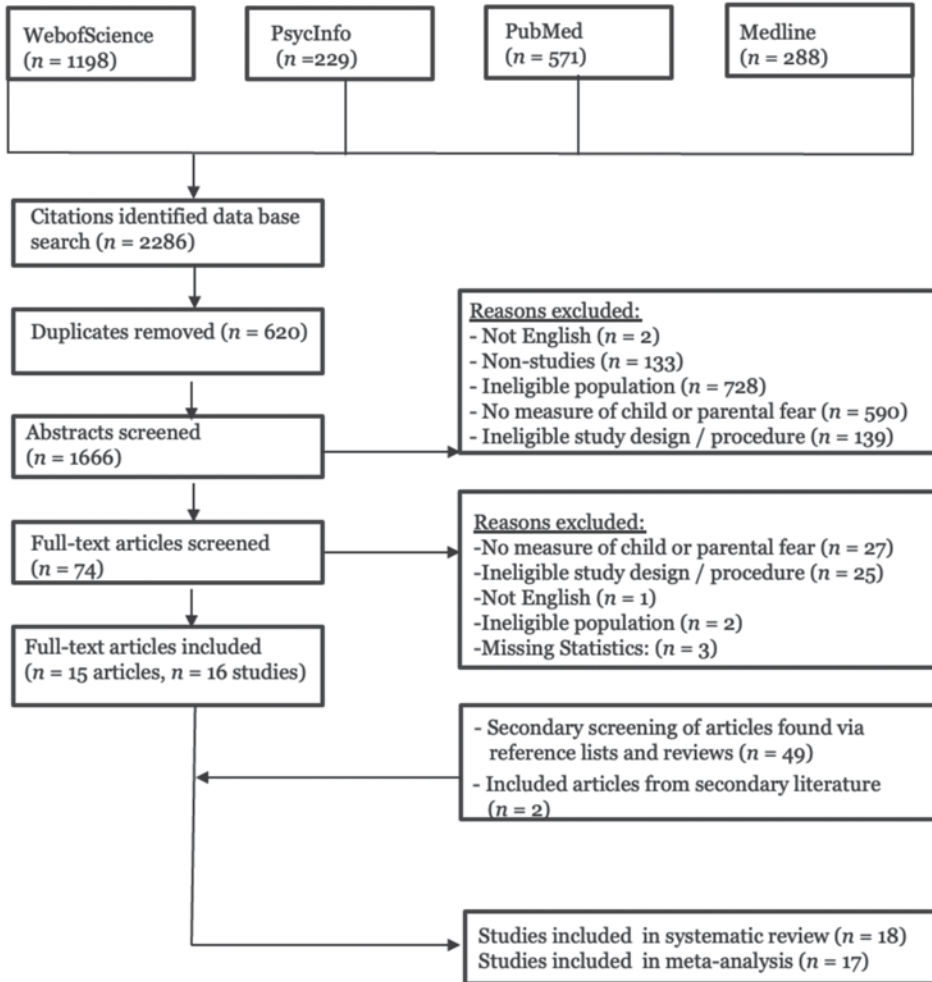 WebofScience
(n = 1198)
PsycInfo
(n =229)
PubMed
(n = 571)
Medline
(n = 288)
Citations identified data base
search (n = 2286)
Duplicates removed (n = 620)
Reasons excluded:
- Not English (n = 2)
- Non-studies (n = 133)
- Ineligible population (n = 728)
- No measure of child or parental fear (n = 590)
- Ineligible study design / procedure (n = 139)
Abstracts screened
(n = 1666)
Full-text articles screened
(n = 74)
Reasons excluded:
-No measure of child or parental fear (n = 27)
-Ineligible study design / procedure (n = 25)
-Not English (n = 1)
-Ineligible population (n = 2)
-Missing Statistics: (n = 3)
Full-text articles included
(n = 15 articles, n = 16 studies)
- Secondary screening of articles found via
reference lists and reviews (n = 49)
- Included articles from secondary literature
(n = 2)
Studies included in systematic review (n = 18)
Studies included in meta-analysis (n = 17)